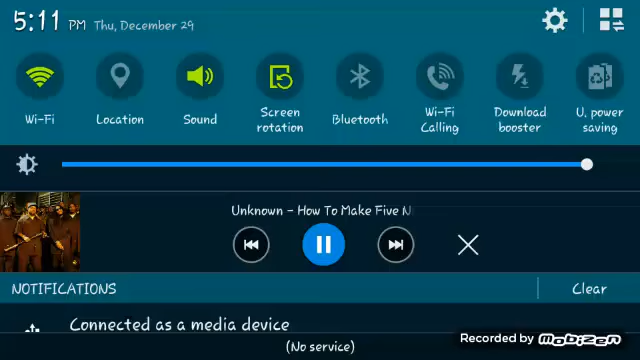 5:11 PM Thu, December 29
Wi-Fi
Location
Sound
Screen rotation
Bluetooth
Wi-Fi Calling
Download booster
U. power saving
Unknown - How To Make Five N
NOTIFICATIONS
Clear
Connected as a media device
(No service)
Recorded by Mobizen